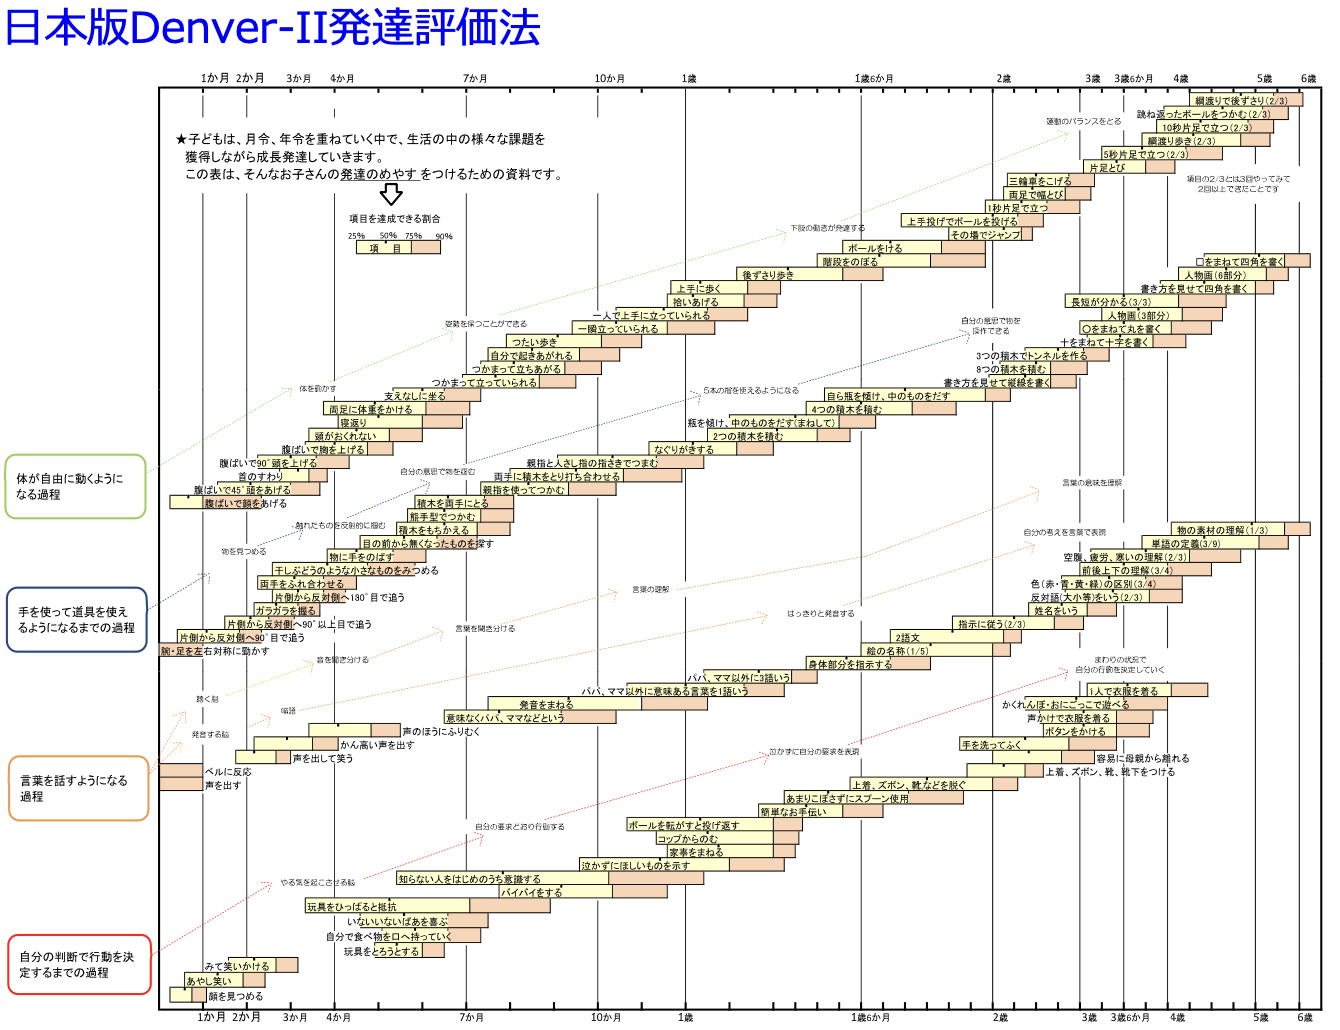 日本版Denver-II発達評価法
1か月 2か月 3か月 4か月 7か月 10か月 1歳 1歳6か月 2歳 3歳 3歳6か月 4歳 5歳 6歳
★子どもは、月令、年令を重ねていく中で、生活の中の様々な課題を
獲得しながら成長発達していきます。
この表は、そんなお子さんの発達のめやす をつけるための資料です。
項目を達成できる割合
25% 50% 75% 90%
項 目
綱渡りで後ずさり(2/3)
跳ね返ったボールをつかむ(2/3)
運動のバランスをとる
10秒片足で立つ(2/3)
綱渡り歩き(2/3)
5秒片足で立つ(2/3)
片足とび
項目の2/3とは3回やってみて
2回以上できたことです
三輪車をこげる
両足で幅とび
1秒片足で立つ
上手投げでボールを投げる
下肢の動きが発達する
その場でジャンプ
ボールをける
階段をのぼる
後ずさり歩き
上手に歩く
拾いあげる
一人で上手に立っていられる
姿勢を保つことができる
一瞬立っていられる
つたい歩き
自分で起きあがれる
つかまって立ちあがる
つかまって立っていられる
体を動かす
支えなしに坐る
両足に体重をかける
寝返り
頭がおくれない
腹ばいで胸を上げる
腹ばいで90°頭を上げる
首のすわり
腹ばいで45°頭をあげる
腹ばいで顔をあげる
体が自由に動くように
なる過程
□をまねて四角を書く
人物画(6部分)
書き方を見せて四角を書く
長短が分かる(3/3)
人物画(3部分)
自分の意思で物を
操作できる
○をまねて丸を書く
十をまねて十字を書く
3つの積木でトンネルを作る
8つの積木を積む
書き方を見せて縦線を書く
5本の指を使えるようになる
自ら瓶を傾け、中のものをだす
4つの積木を積む
瓶を傾け、中のものをだす(まねして)
2つの積木を積む
なぐりがきする
親指と人さし指の指さきでつまむ
自分の意思で物を掴む
両手に積木をとり打ち合わせる
親指を使ってつかむ
積木を両手にとる
熊手型でつかむ
触れたものを反射的に掴む
積木をもちかえる
目の前から無くなったものを探す
物を見つめる
物に手をのばす
干しぶどうのような小さなものをみつめる
両手をふれ合わせる
片側から反対側へ180°目で追う
ガラガラを握る
片側から反対側へ90°以上目で追う
片側から反対側へ90°目で追う
腕・足を左右対称に動かす
手を使って道具を使え
るようになるまでの過程
言葉の意味を理解
物の素材の理解(1/3)
自分の考えを言葉で表現
単語の定義(3/9)
空腹、疲労、寒いの理解(2/3)
前後上下の理解(3/4)
色(赤・青・黄・緑)の区別(3/4)
反対語(大小等)をいう(2/3)
言葉の理解
姓名をいう
はっきりと発音する
指示に従う(2/3)
言葉を聞き分ける
2語文
絵の名称(1/5)
音を聞き分ける
身体部分を指示する
パパ、ママ以外に3語いう
パパ、ママ以外に意味ある言葉を1語いう
聴く脳
発音をまねる
喃語
意味なくパパ、ママなどという
発音する脳
声のほうにふりむく
かん高い声を出す
声を出して笑う
ベルに反応
声を出す
言葉を話すようになる
過程
まわりの状況で
自分の行動を決定していく
1人で衣服を着る
かくれんぼ・おにごっこで遊べる
声かけで衣服を着る
ボタンをかける
手を洗ってふく
泣かずに自分の要求を表現
容易に母親から離れる
上着、ズボン、靴、靴下をつける
上着、ズボン、靴などを脱ぐ
あまりこぼさずにスプーン使用
簡単なお手伝い
自分の要求どおり行動する
ボールを転がすと投げ返す
コップからのむ
家事をまねる
泣かずにほしいものを示す
やる気を起こさせる脳
知らない人をはじめのうち意識する
バイバイをする
玩具をひっぱると抵抗
いないいないばあを喜ぶ
自分で食べ物を口へ持っていく
玩具をとろうとする
みて笑いかける
あやし笑い
顔を見つめる
自分の判断で行動を決
定するまでの過程
1か月 2か月 3か月 4か月 7か月 10か月 1歳 1歳6か月 2歳 3歳 3歳6か月 4歳 5歳 6歳